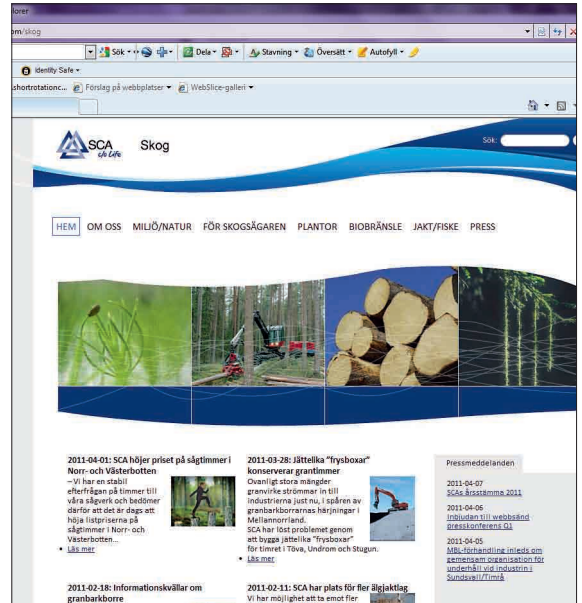 orer
om/skog
Sök
Dela
Stavning
Översätt
Autofyll
Identity Safe
shortrotationc...
Förslag på webbplatser
WebSlice-galleri
SCA
c/o Life
Skog
Sök:
HEM OM OSS MILJÖ/NATUR FÖR SKOGSÄGAREN PLANTOR BIOBRÄNSLE JAKT/FISKE PRESS
2011-04-01: SCA höjer priset på sågtimmer i
Norr- och Västerbotten
– Vi har en stabil
efterfrågan på timmer till
våra sågverk och bedömer
därför att det är dags att
höja listpriserna på
sågtimmer i Norr- och
Västerbotten...
Läs mer
2011-03-28: Jättelika "frysboxar"
konserverar grantimmer
Ovanligt stora mängder
granvirke strömmar in till
industrierna just nu, i spåren av
granbarkborrarnas härjningar i
Mellannorrland.
SCA har löst problemet genom
att bygga jättelika "frysboxar"
för timret i Töva, Undrom och Stugun.
Läs mer
Pressmeddelanden
2011-04-07
SCAs årsstämma 2011
2011-04-06
Inbjudan till webbsänd
presskonferens Q1
2011-04-05
MBL-förhandling inleds om
gemensam organisation för
underhåll vid industrin i
Sundsvall/Timrå
2011-02-18: Informationskvällar om
granbarkborre
2011-02-11: SCA har plats för fler älgjaktlag
Vi har möjlighet att ta emot fler